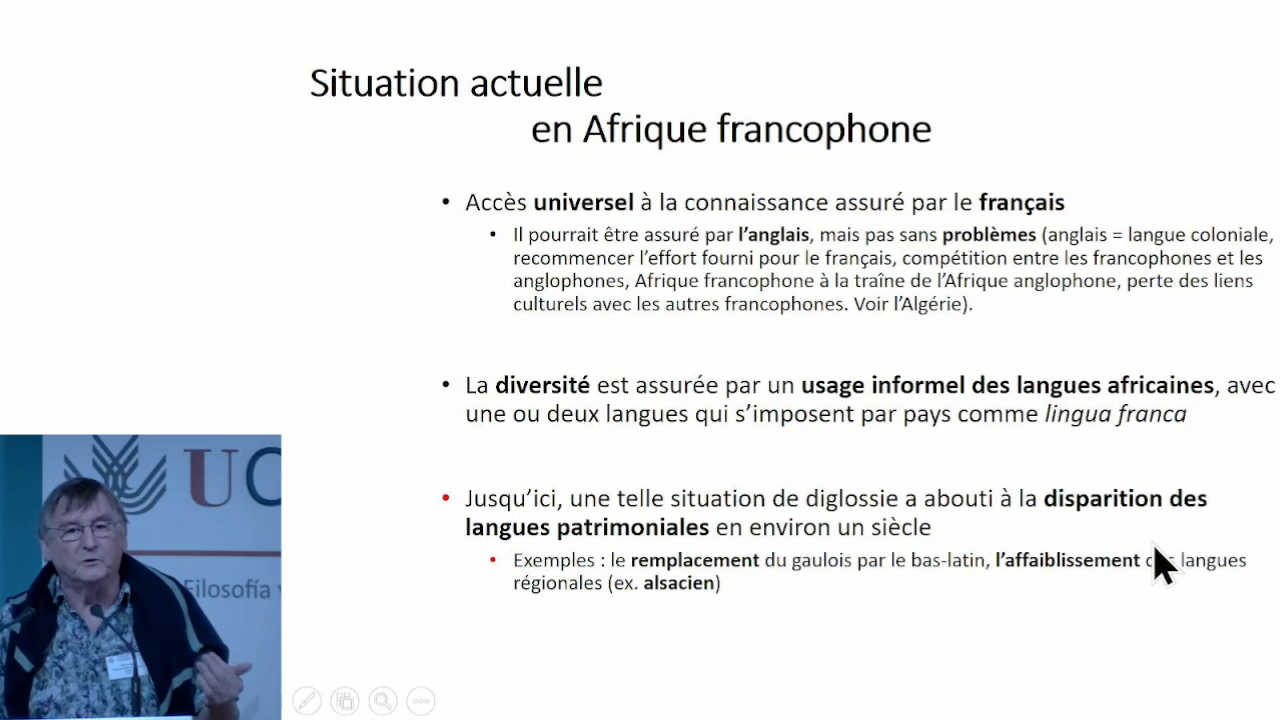 Situation actuelle
en Afrique francophone
• Accès universel à la connaissance assuré par le français
• Il pourrait être assuré par l’anglais, mais pas sans problèmes (anglais = langue coloniale,
recommencer l’effort fourni pour le français, compétition entre les francophones et les
anglophones, Afrique francophone à la traîne de l’Afrique anglophone, perte des liens
culturels avec les autres francophones. Voir l’Algérie).
• La diversité est assurée par un usage informel des langues africaines, avec
une ou deux langues qui s’imposent par pays comme lingua franca
• Jusqu’ici, une telle situation de diglossie a abouti à la disparition des
langues patrimoniales en environ un siècle
• Exemples : le remplacement du gaulois par le bas-latin, l’affaiblissement des langues
régionales (ex. alsacien)
UC
Filosofía y